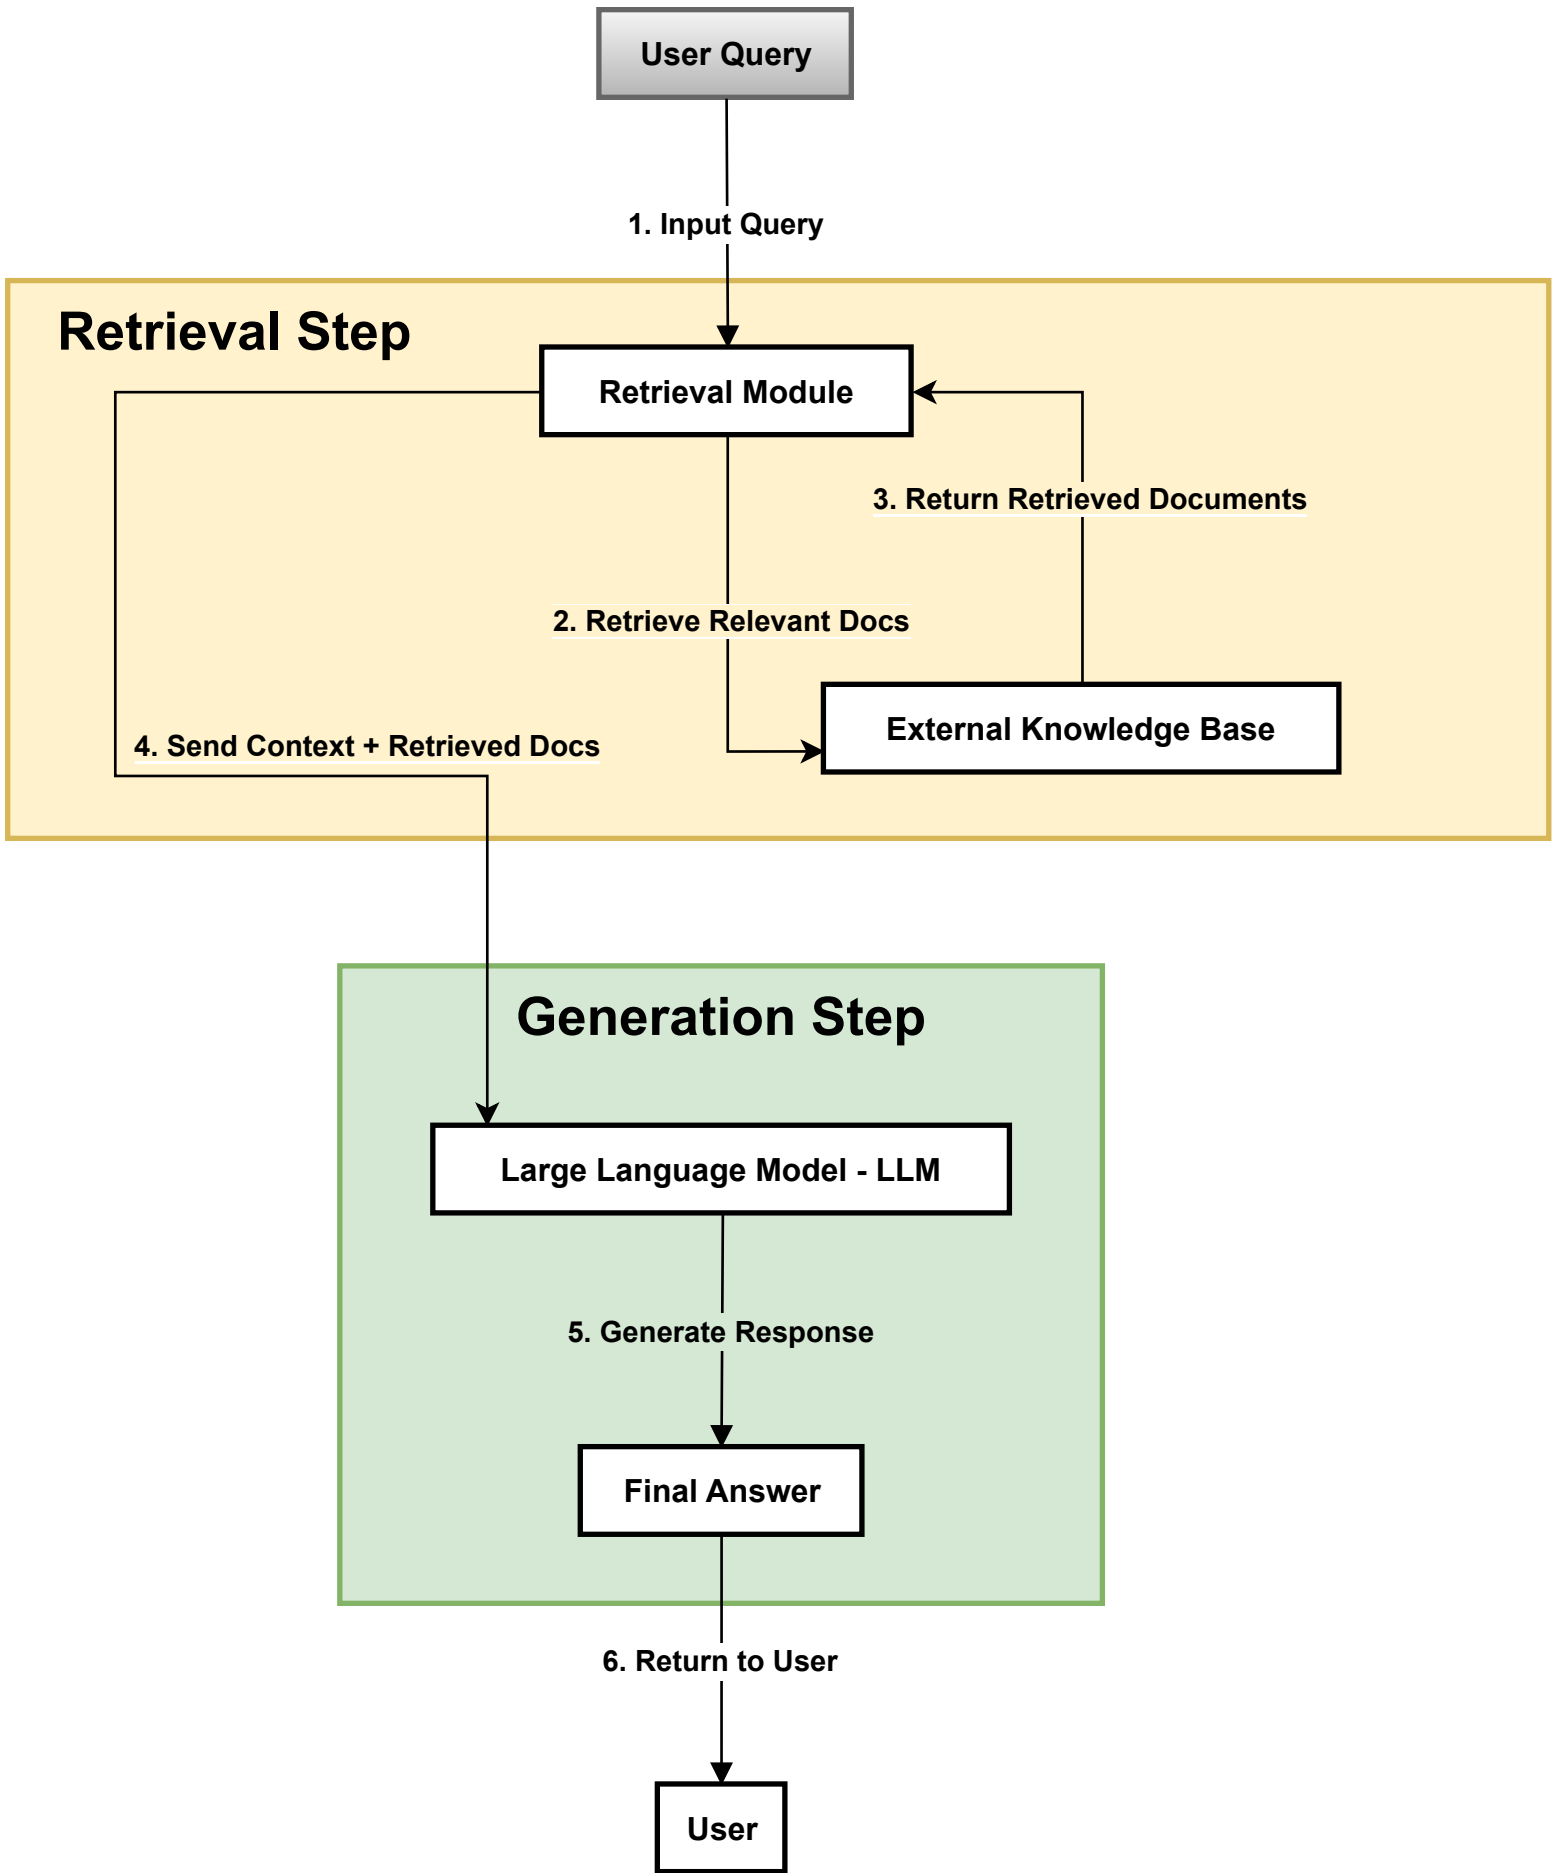 User Query
1. Input Query
Retrieval Step
Retrieval Module
3. Return Retrieved Documents
2. Retrieve Relevant Docs
External Knowledge Base
4. Send Context + Retrieved Docs
Generation Step
Large Language Model - LLM
5. Generate Response
Final Answer
6. Return to User
User